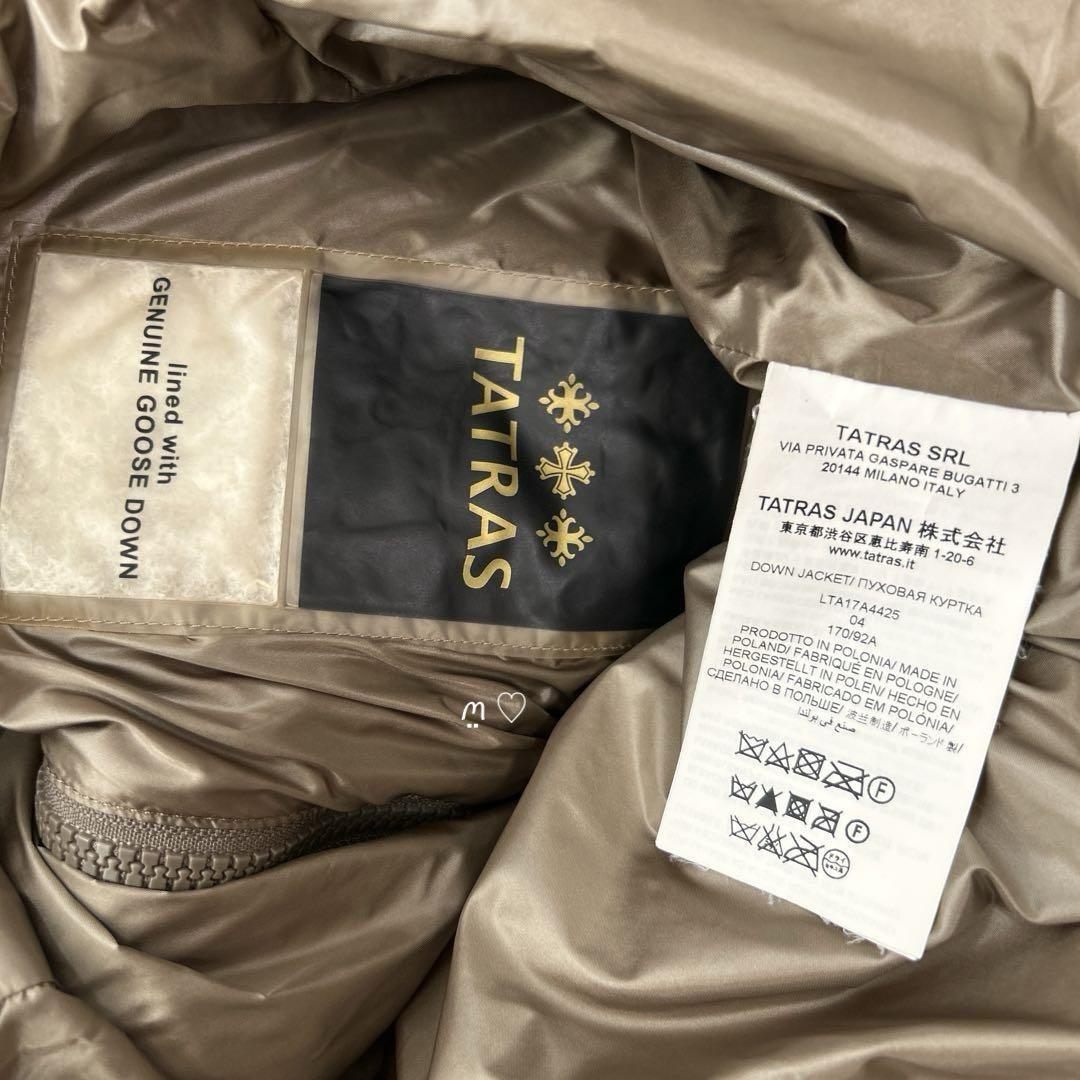 lined with
GENUINE GOOSE DOWN
TATRAS
TATRAS SRL
VIA PRIVATA GASPARE BUGATTI 3
20144 MILANO ITALY
TATRAS JAPAN 株式会社
東京都渋谷区恵比寿南 1-20-6
www.tatras.it
DOWN JACKET/ ПУХОВАЯ КУРТКА
LTA17A4425
04
170/92A
PRODOTTO IN POLONIA/ MADE IN
POLAND/ FABRIQUÉ EN POLOGNE/
HERGESTELLT IN POLEN/ HECHO EN
POLONIA/ FABRICADO EM POLÓNIA/
СДЕЛАНО В ПОЛЬШЕ/ 波兰制造/ ポーランド製/
صنع في بولندا
F
F
ドライ